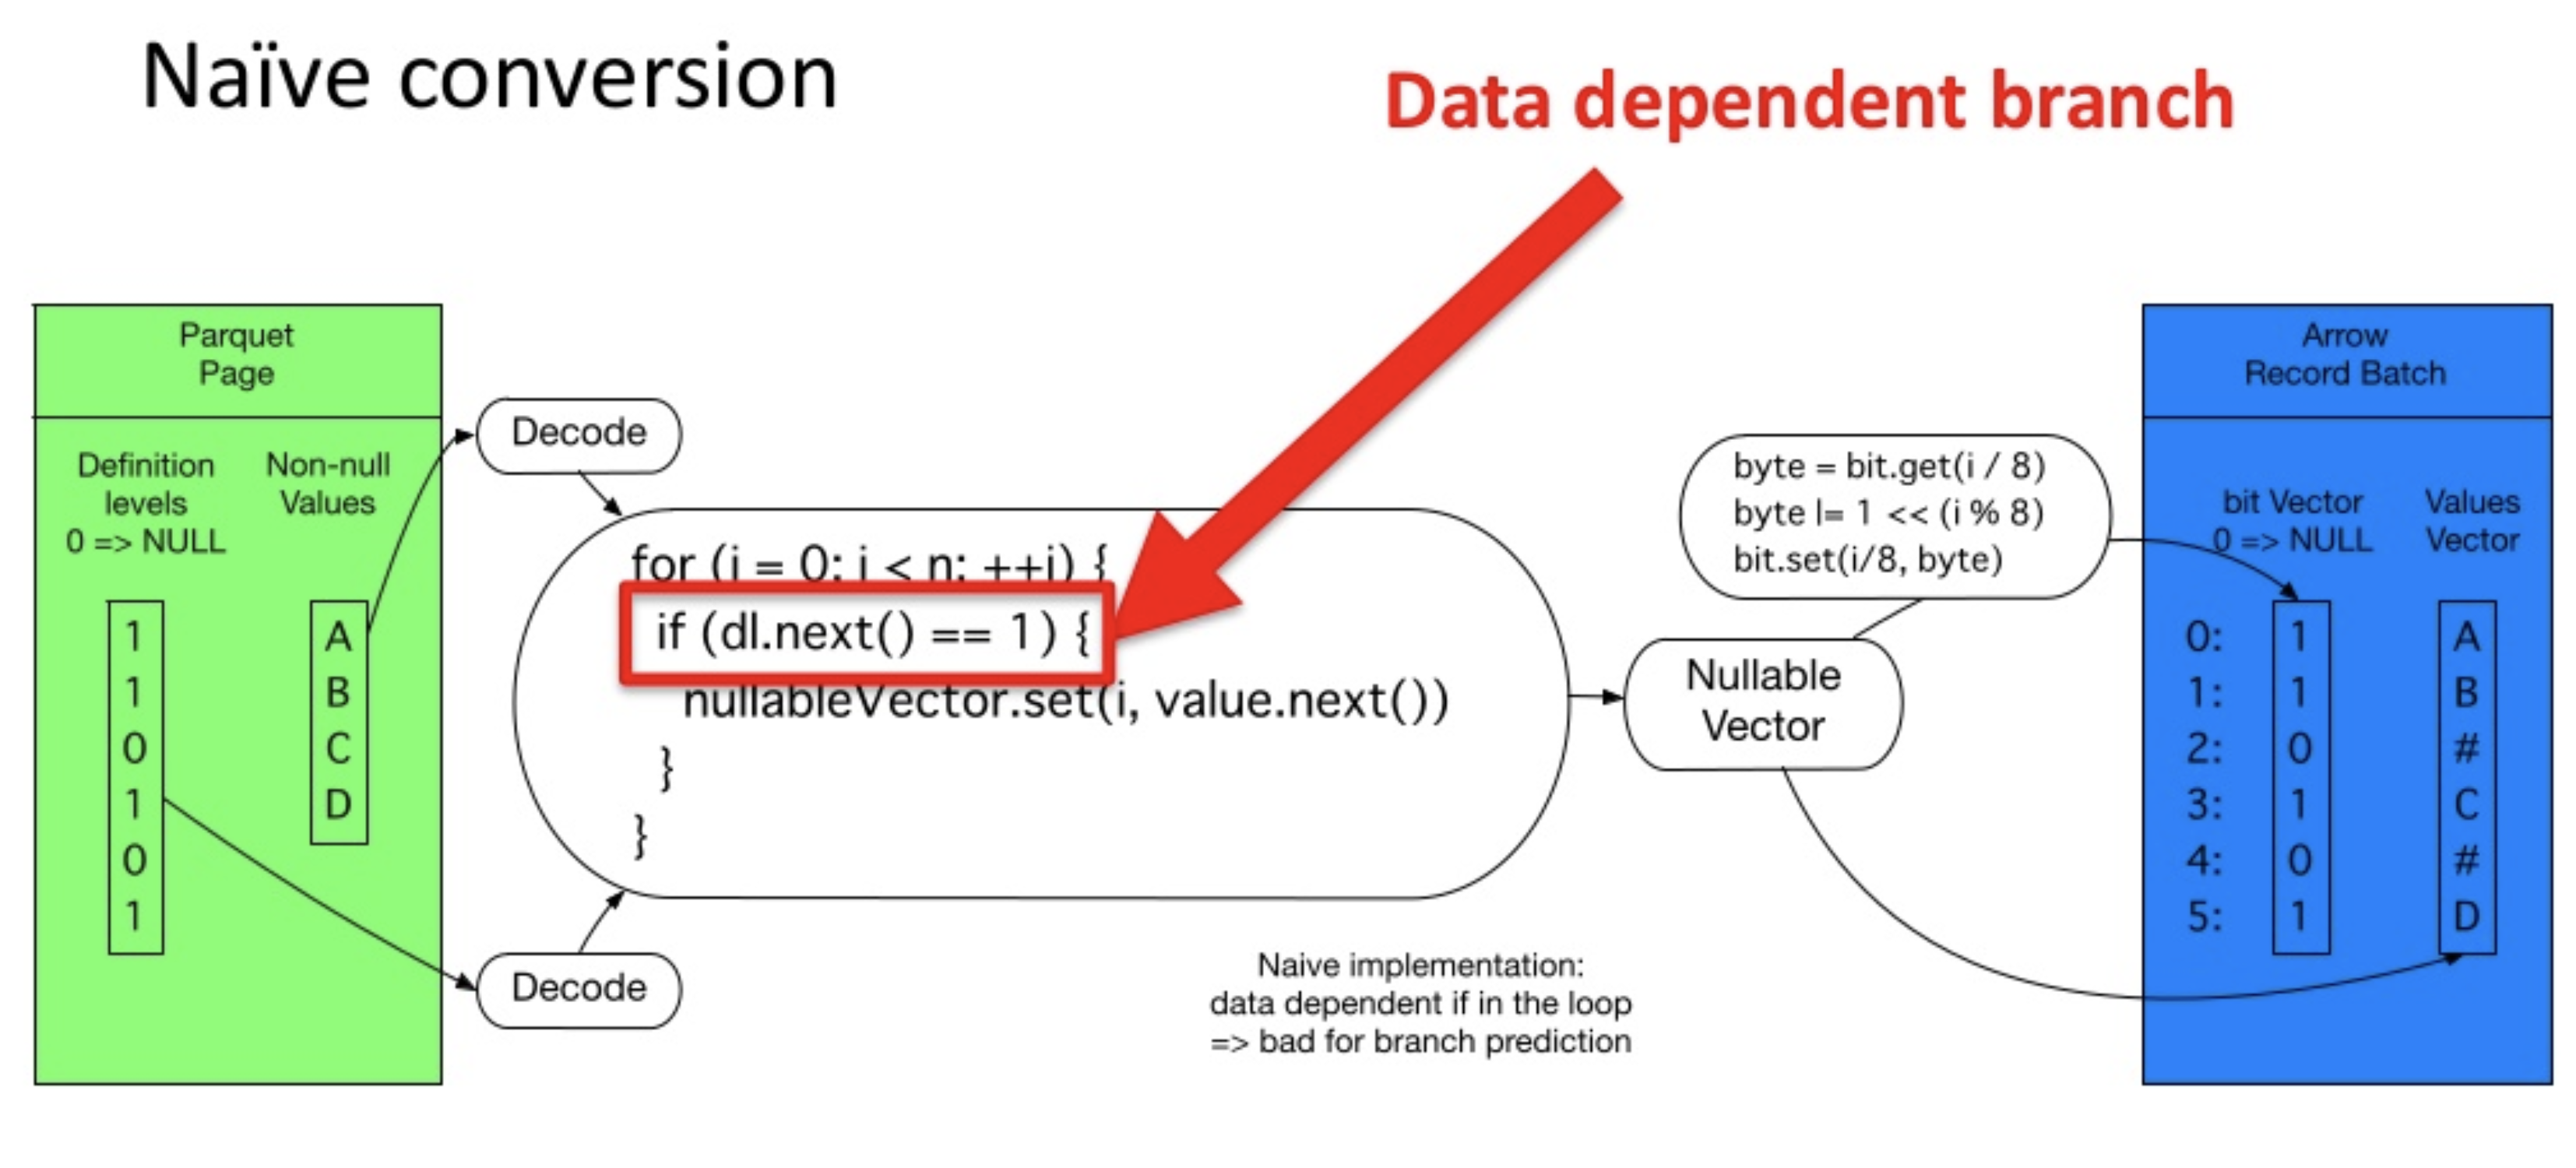 Naïve conversion
Data dependent branch
Parquet
Page
Definition
levels
0 => NULL
Non-null
Values
1
1
0
1
0
1
A
B
C
D
Decode
Decode
for (i = 0; i < n; ++i) {
if (dl.next() == 1) {
nullableVector.set(i, value.next())
}
}
Naive implementation:
data dependent if in the loop
=> bad for branch prediction
Nullable
Vector
byte = bit.get(i / 8)
byte |= 1 << (i % 8)
bit.set(i/8, byte)
Arrow
Record Batch
bit Vector
0 => NULL
Values
Vector
0: 1 A
1: 1 B
2: 0 #
3: 1 C
4: 0 #
5: 1 D